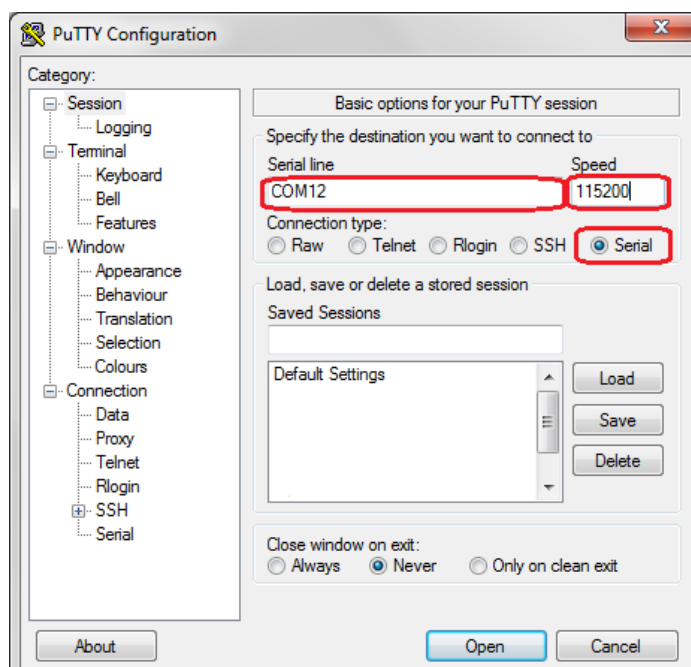 PuTTY Configuration
Category:
Session
Logging
Terminal
Keyboard
Bell
Features
Window
Appearance
Behaviour
Translation
Selection
Colours
Connection
Data
Proxy
Telnet
Rlogin
SSH
Serial
Basic options for your PuTTY session
Specify the destination you want to connect to
Serial line Speed
COM12 115200
Connection type:
Raw Telnet Rlogin SSH Serial
Load, save or delete a stored session
Saved Sessions
Default Settings
Load
Save
Delete
Close window on exit:
Always Never Only on clean exit
About Open Cancel